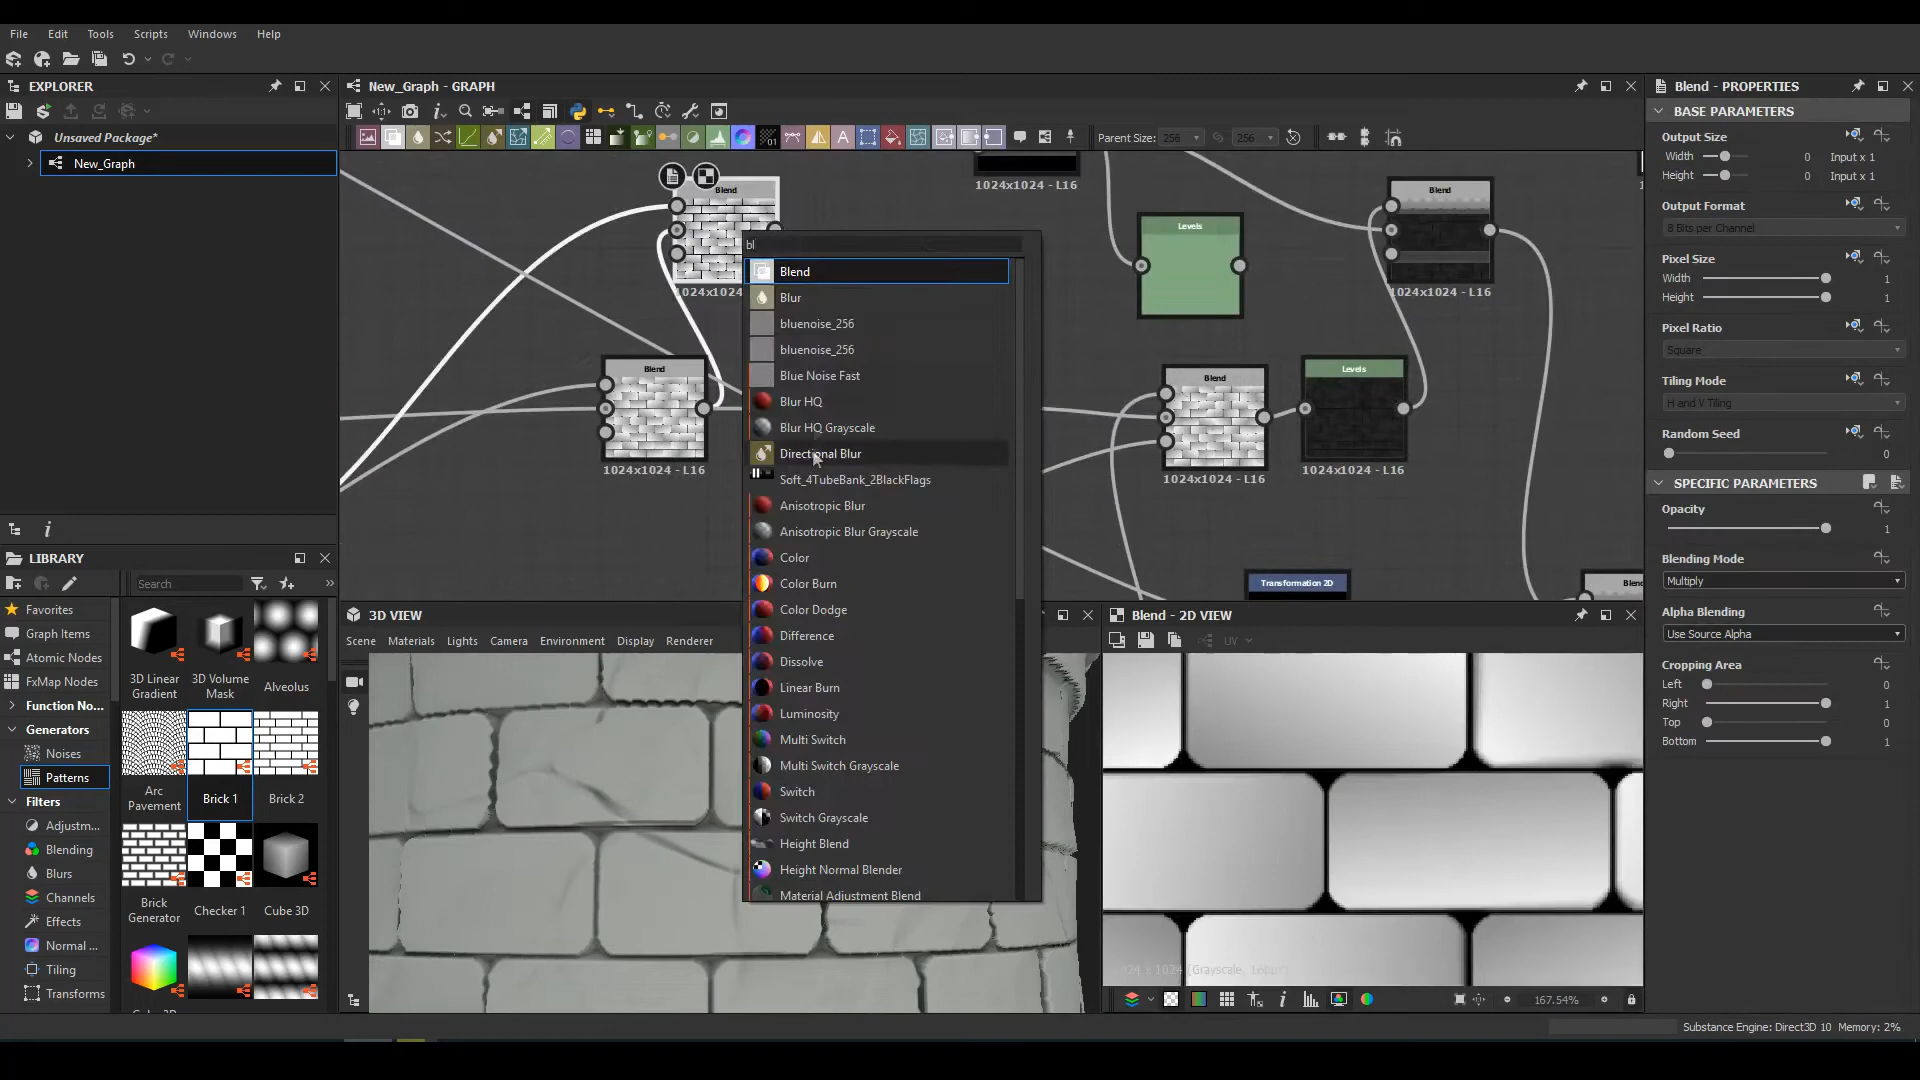 File Edit Tools Scripts Windows Help
EXPLORER
Unsaved Package*
New_Graph
New_Graph - GRAPH
Parent Size: 256 256
Blend
1024x1024
Blend
1024x1024 - L16
1024x1024 - L16
Levels
Blend
1024x1024 - L16
Blend
1024x1024 - L16
Levels
1024x1024 - L16
Transformation 2D
bl
Blend
Blur
bluenoise_256
bluenoise_256
Blue Noise Fast
Blur HQ
Blur HQ Grayscale
Directional Blur
Soft_4TubeBank_2BlackFlags
Anisotropic Blur
Anisotropic Blur Grayscale
Color
Color Burn
Color Dodge
Difference
Dissolve
Linear Burn
Luminosity
Multi Switch
Multi Switch Grayscale
Switch
Switch Grayscale
Height Blend
Height Normal Blender
Material Adjustment Blend
LIBRARY
Search
Favorites
Graph Items
Atomic Nodes
FxMap Nodes
Function No...
Generators
Noises
Patterns
Filters
Adjustm...
Blending
Blurs
Channels
Effects
Normal ...
Tiling
Transforms
3D Linear Gradient
3D Volume Mask
Alveolus
Arc Pavement
Brick 1
Brick 2
Brick Generator
Checker 1
Cube 3D
3D VIEW
Scene Materials Lights Camera Environment Display Renderer
Blend - 2D VIEW
UV
167.54%
Blend - PROPERTIES
BASE PARAMETERS
Output Size
Width 0 Input x 1
Height 0 Input x 1
Output Format
8 Bits per Channel
Pixel Size
Width 1
Height 1
Pixel Ratio
Square
Tiling Mode
H and V Tiling
Random Seed
0
SPECIFIC PARAMETERS
Opacity
1
Blending Mode
Multiply
Alpha Blending
Use Source Alpha
Cropping Area
Left 0
Right 1
Top 0
Bottom 1
Substance Engine: Direct3D 10 Memory: 2%